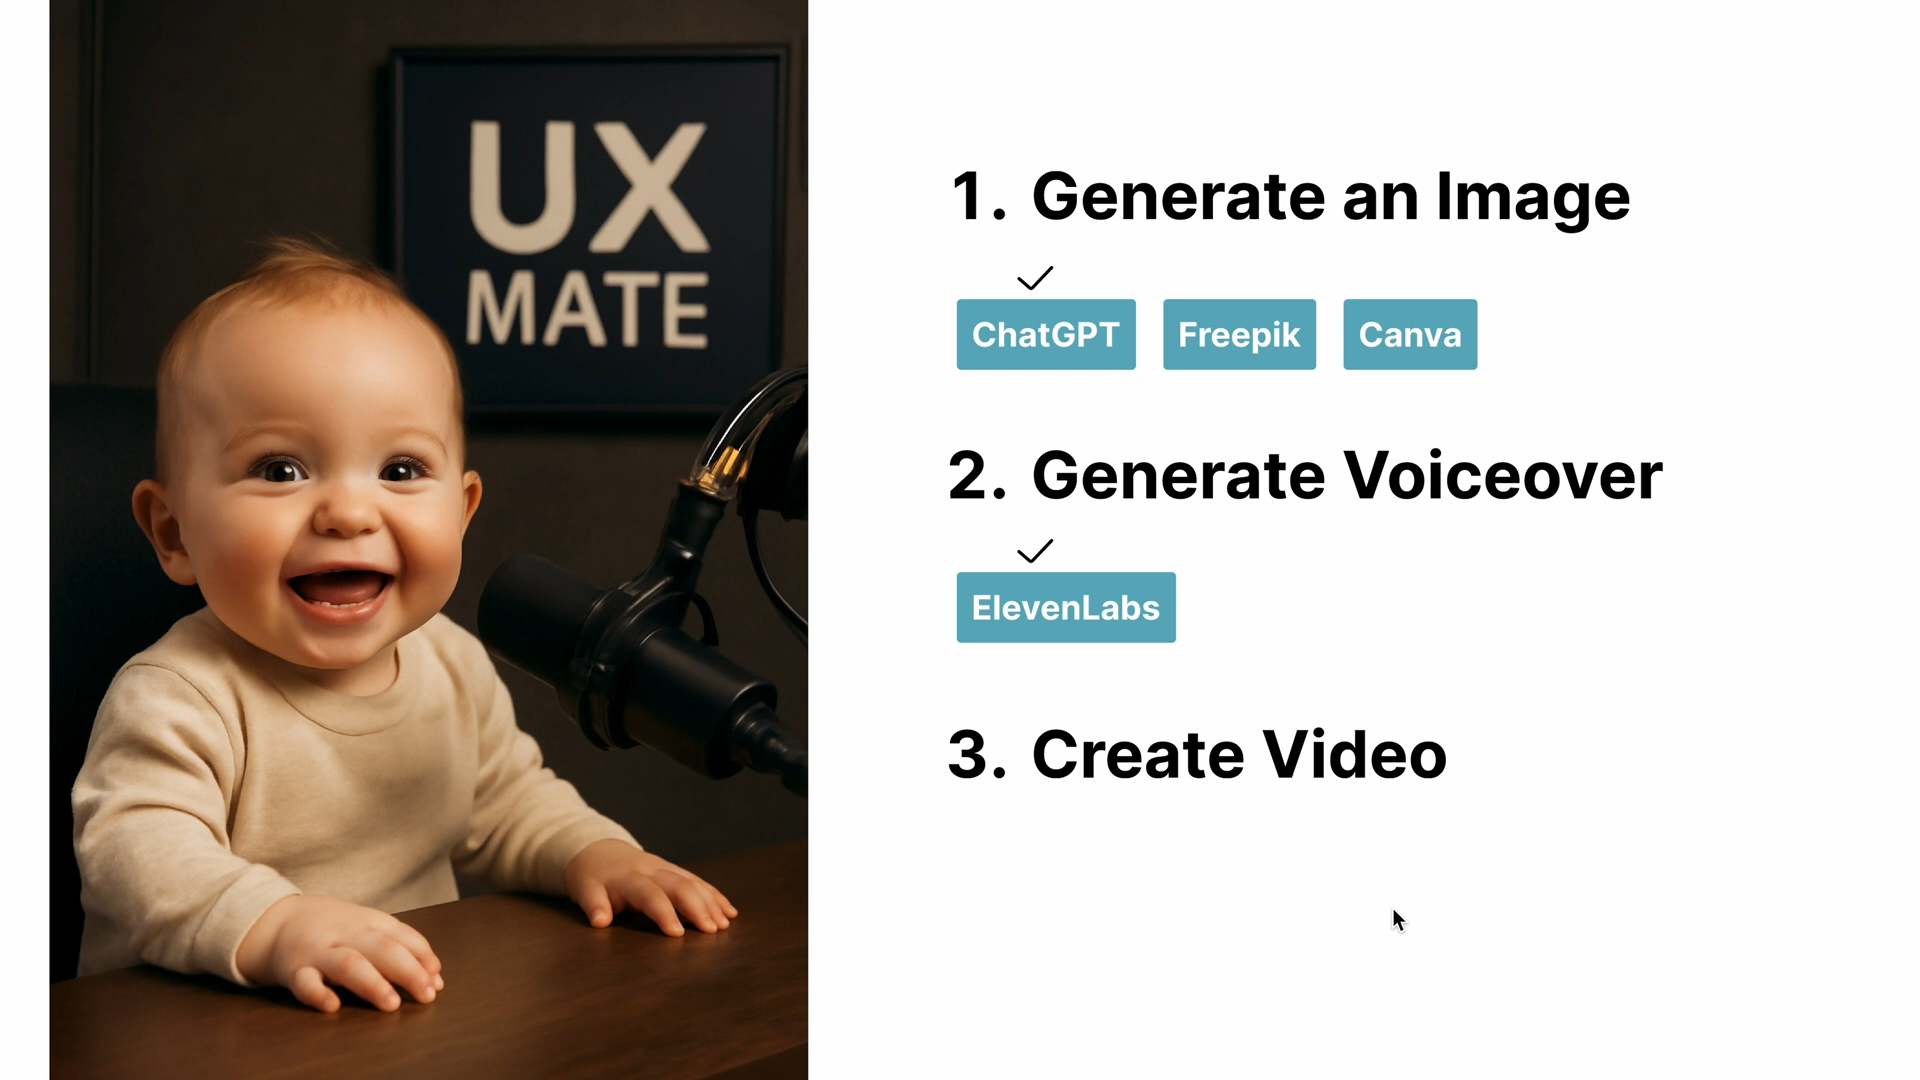 UX
MATE
1. Generate an Image
ChatGPT Freepik Canva
2. Generate Voiceover
ElevenLabs
3. Create Video